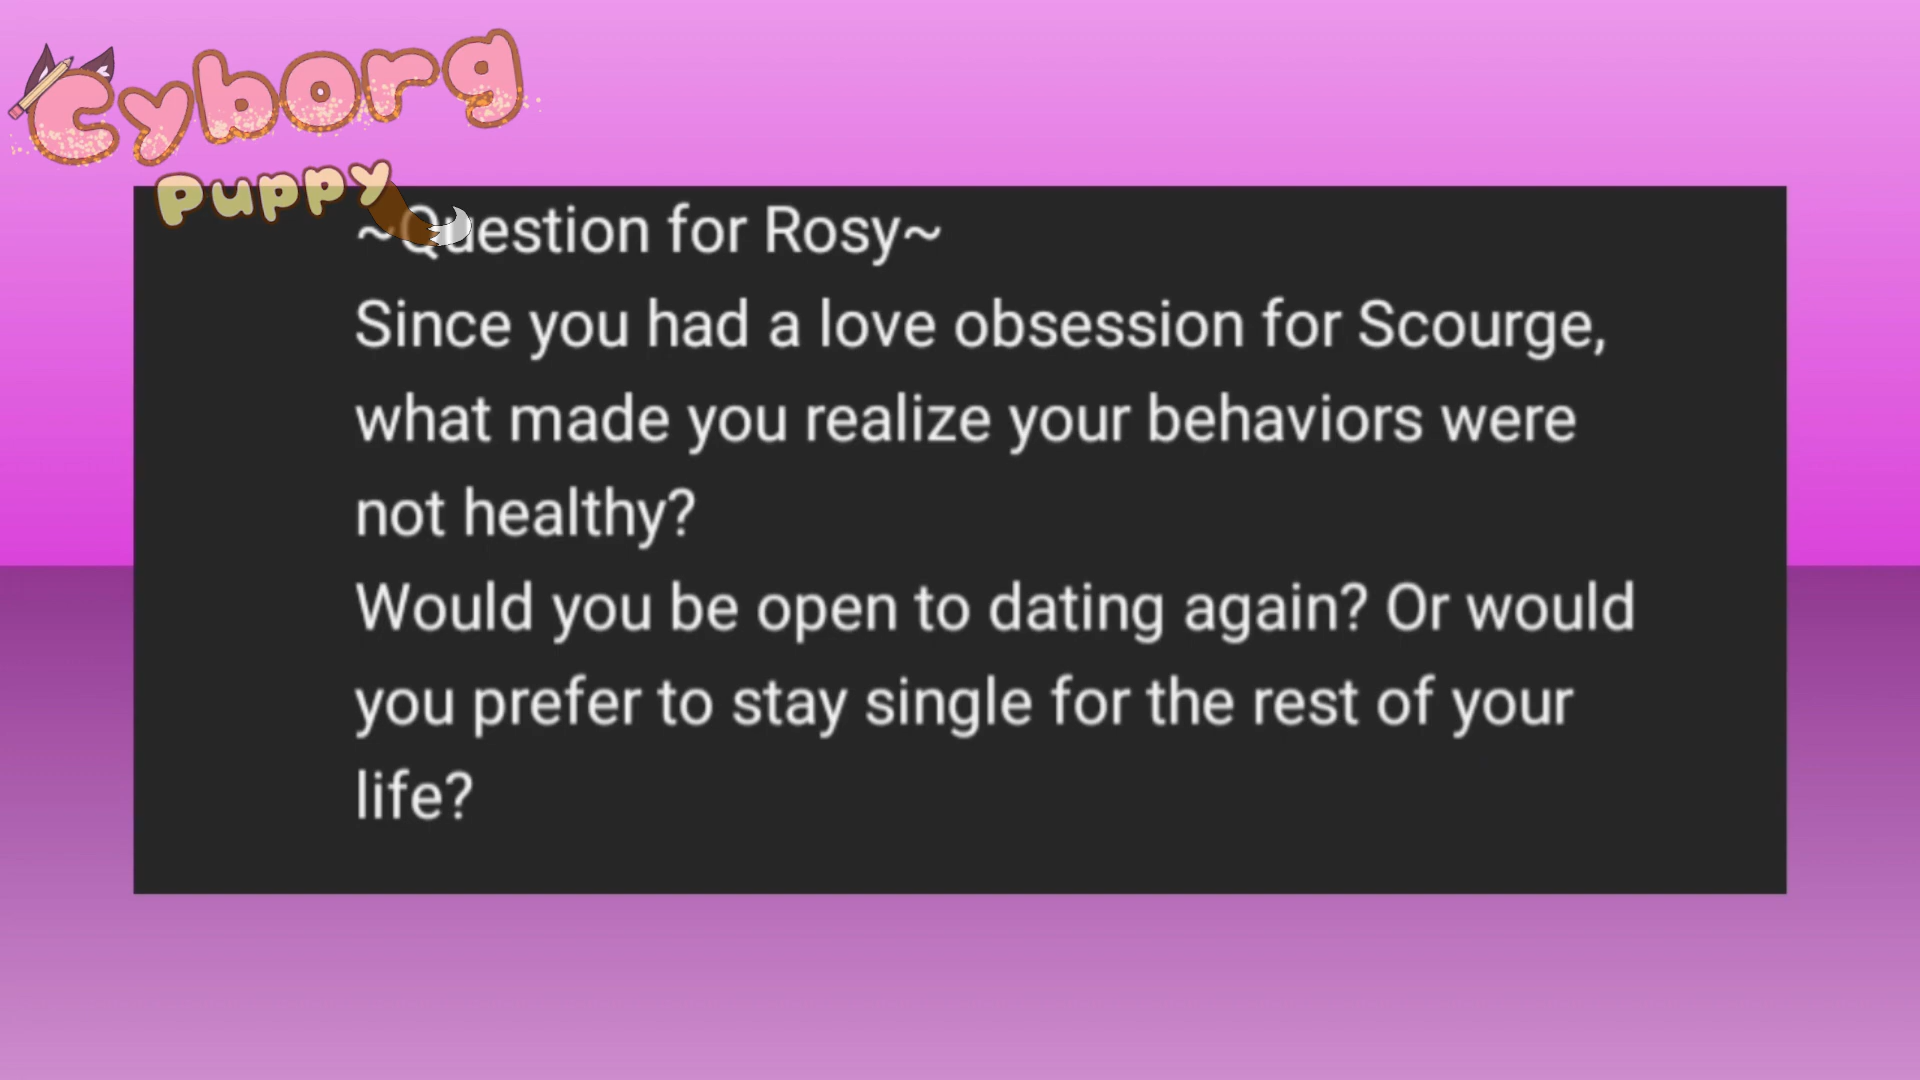 Cyborg
Puppy
~Question for Rosy~
Since you had a love obsession for Scourge,
what made you realize your behaviors were
not healthy?
Would you be open to dating again? Or would
you prefer to stay single for the rest of your
life?